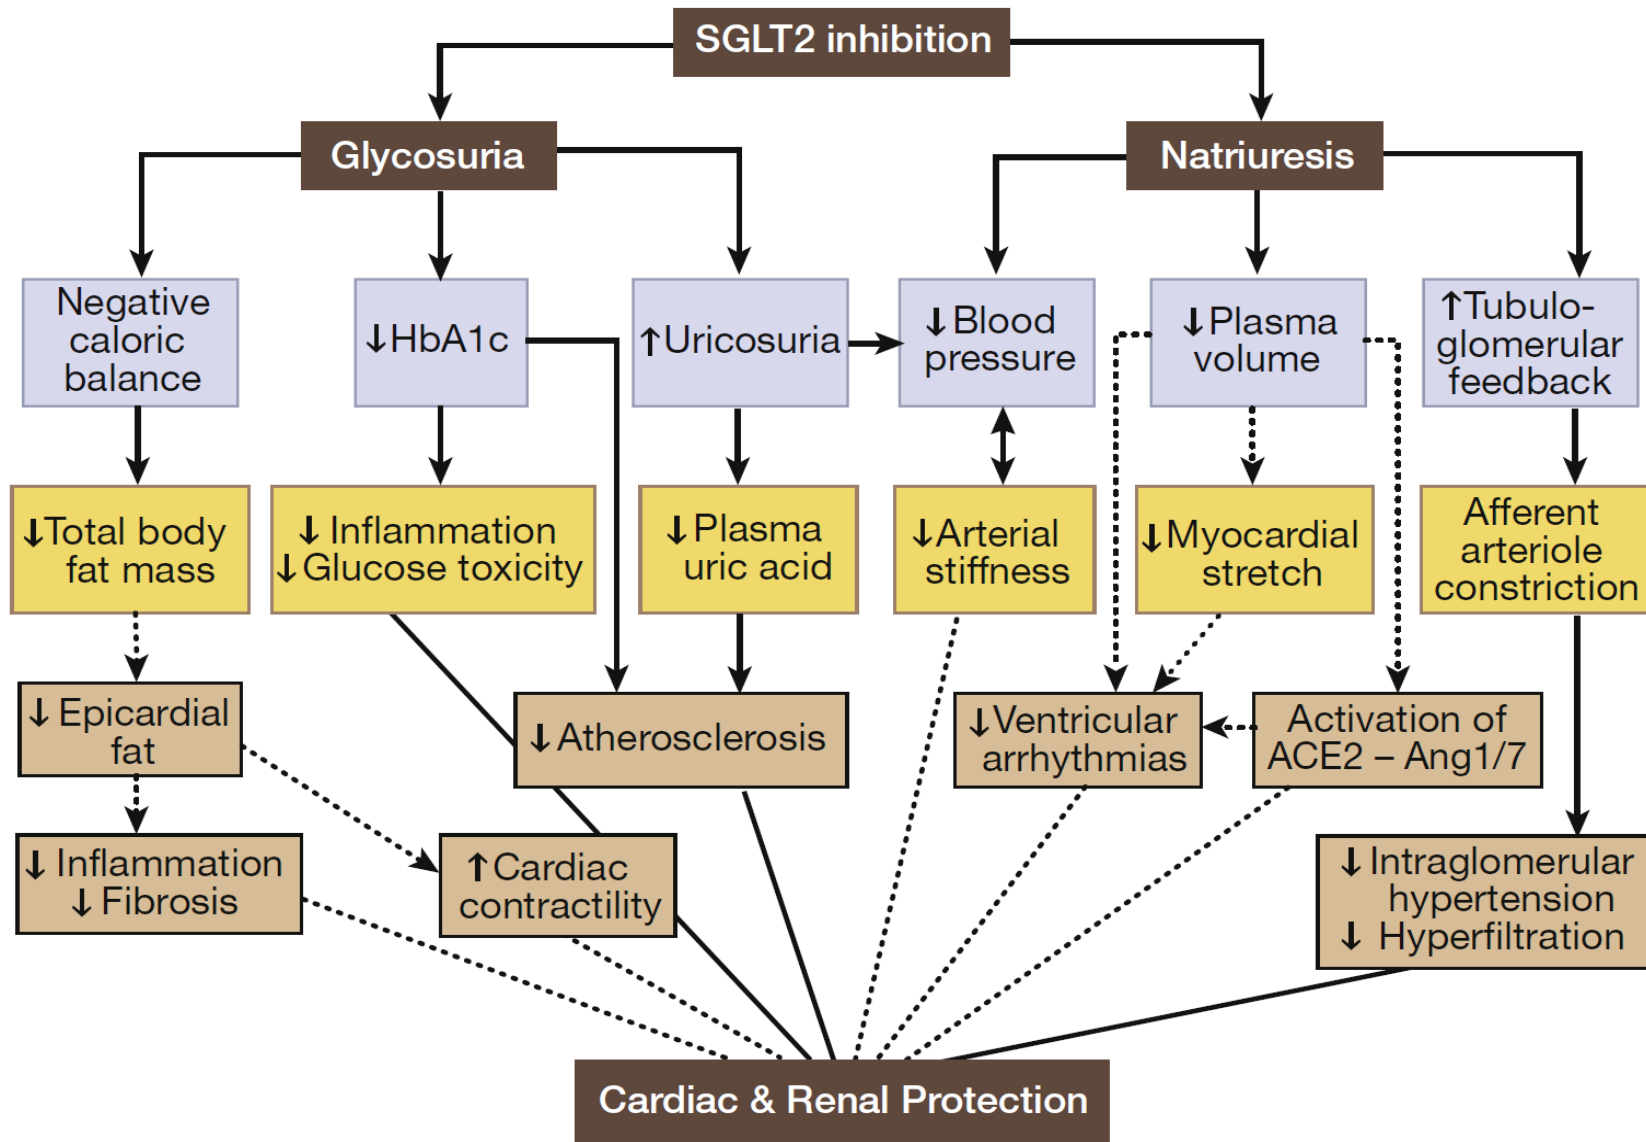 SGLT2 inhibition
Glycosuria
Natriuresis
Negative
caloric
balance
↓HbA1c
↑Uricosuria
↓Blood
pressure
↓Plasma
volume
↑Tubulo-
glomerular
feedback
↓Total body
fat mass
↓Inflammation
↓Glucose toxicity
↓Plasma
uric acid
↓Arterial
stiffness
↓Myocardial
stretch
Afferent
arteriole
constriction
↓Epicardial
fat
↓Atherosclerosis
↓Ventricular
arrhythmias
Activation of
ACE2 – Ang1/7
↓Inflammation
↓Fibrosis
↑Cardiac
contractility
↓Intraglomerular
hypertension
↓Hyperfiltration
Cardiac & Renal Protection